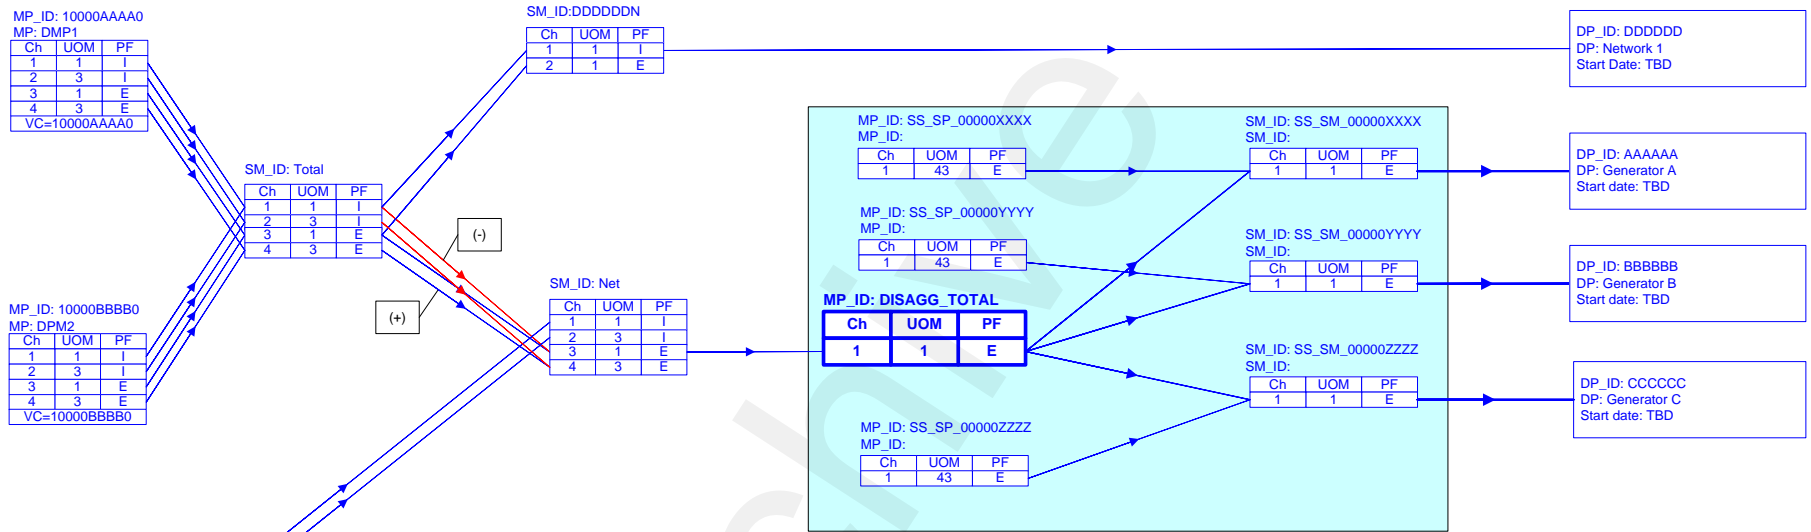 MP_ID: 10000AAAA0
MP: DMP1
Ch UOM PF
1 1 I
2 3 I
3 1 E
4 3 E
VC=10000AAAA0
MP_ID: 10000BBBB0
MP: DPM2
Ch UOM PF
1 1 I
2 3 I
3 1 E
4 3 E
VC=10000BBBB0
SM_ID: Total
Ch UOM PF
1 1 I
2 3 I
3 1 E
4 3 E
(-)
(+)
SM_ID:DDDDDDN
Ch UOM PF
1 1 I
2 1 E
SM_ID: Net
Ch UOM PF
1 1 I
2 3 I
3 1 E
4 3 E
MP_ID: SS_SP_00000XXXX
MP_ID:
Ch UOM PF
1 43 E
MP_ID: SS_SP_00000YYYY
MP_ID:
Ch UOM PF
1 43 E
MP_ID: DISAGG_TOTAL
Ch UOM PF
1 1 E
MP_ID: SS_SP_00000ZZZZ
MP_ID:
Ch UOM PF
1 43 E
SM_ID: SS_SM_00000XXXX
SM_ID:
Ch UOM PF
1 1 E
SM_ID: SS_SM_00000YYYY
SM_ID:
Ch UOM PF
1 1 E
SM_ID: SS_SM_00000ZZZZ
SM_ID:
Ch UOM PF
1 1 E
DP_ID: DDDDDD
DP: Network 1
Start Date: TBD
DP_ID: AAAAAA
DP: Generator A
Start date: TBD
DP_ID: BBBBBB
DP: Generator B
Start date: TBD
DP_ID: CCCCCC
DP: Generator C
Start date: TBD
chive